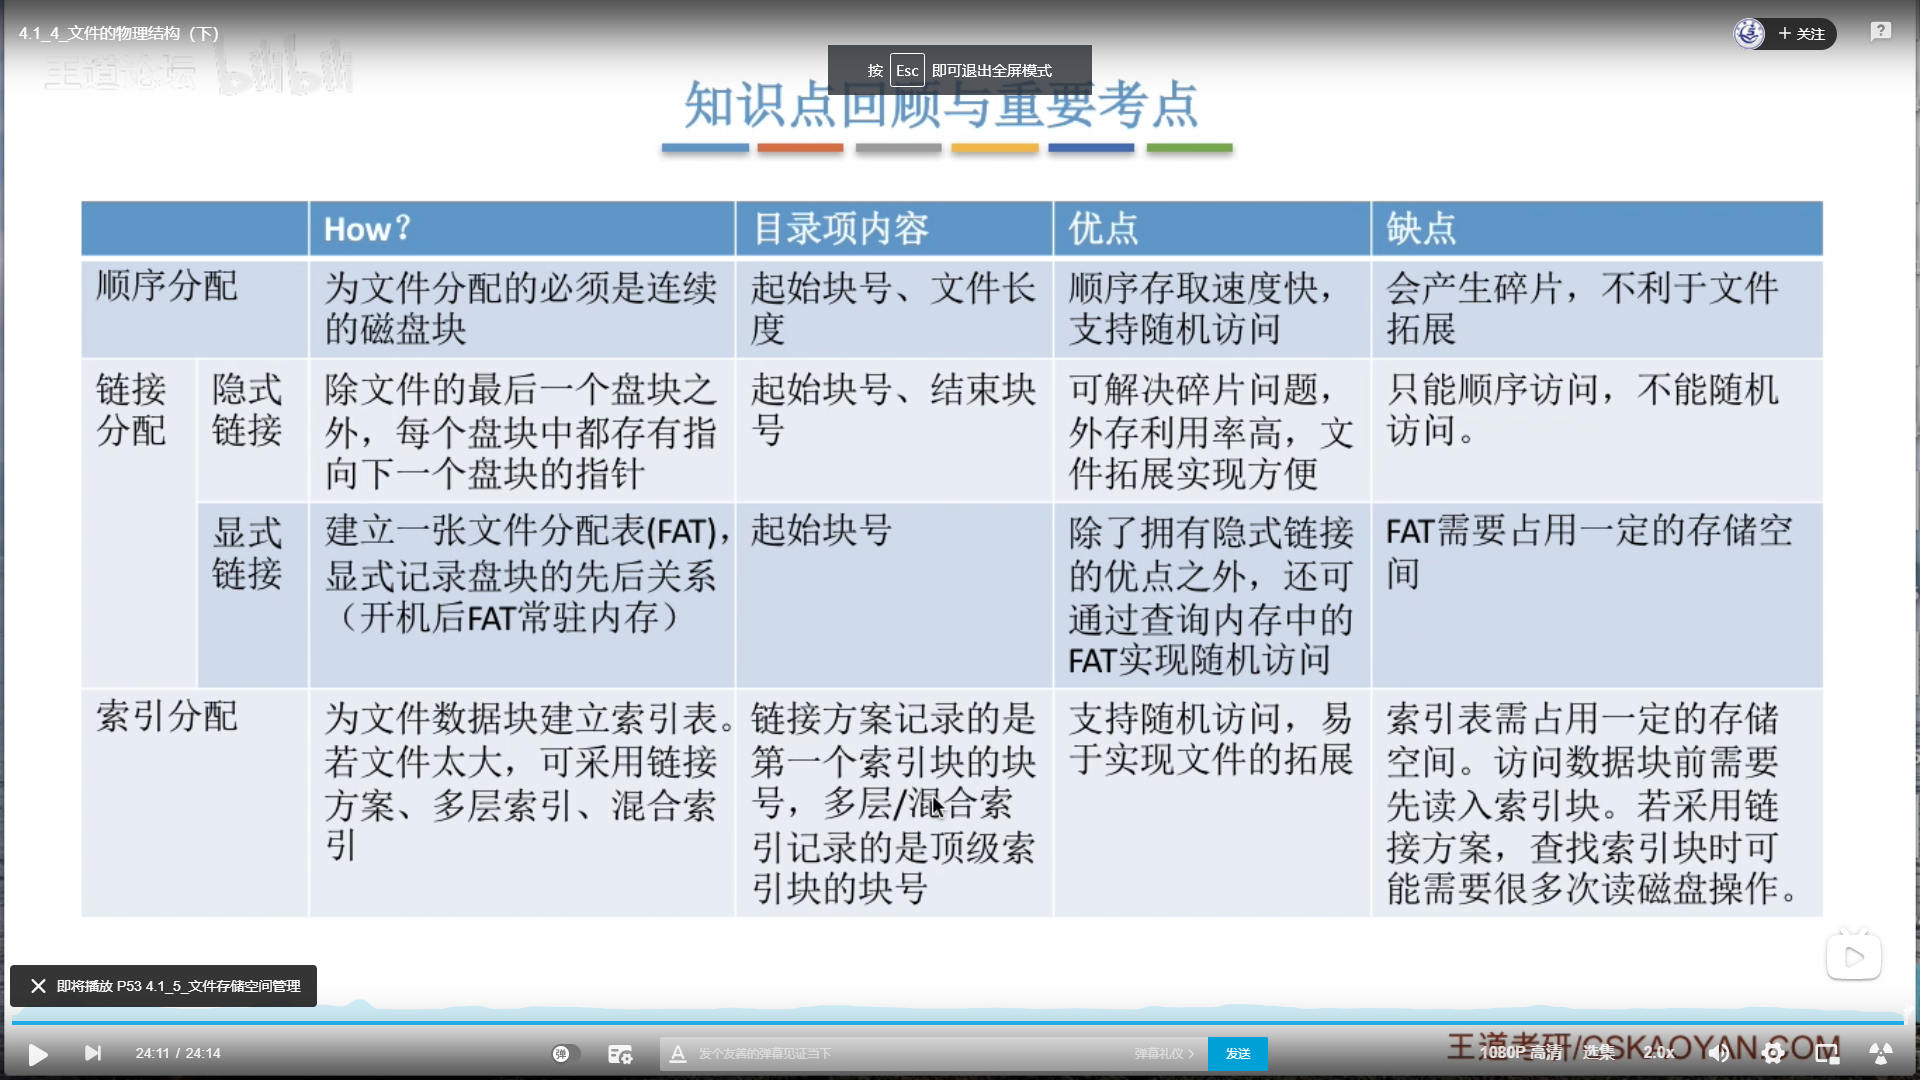 4.1_4_文件的物理结构（下）
+ 关注
王道论坛 bilibili
按 Esc 即可退出全屏模式
知识点回顾与重要考点
How？ 目录项内容 优点 缺点
顺序分配
为文件分配的必须是连续
的磁盘块
起始块号、文件长
度
顺序存取速度快，
支持随机访问
会产生碎片，不利于文件
拓展
链接
分配
隐式
链接
除文件的最后一个盘块之
外，每个盘块中都存有指
向下一个盘块的指针
起始块号、结束块
号
可解决碎片问题，
外存利用率高，文
件拓展实现方便
只能顺序访问，不能随机
访问。
显式
链接
建立一张文件分配表(FAT)，
显式记录盘块的先后关系
（开机后FAT常驻内存）
起始块号
除了拥有隐式链接
的优点之外，还可
通过查询内存中的
FAT实现随机访问
FAT需要占用一定的存储空
间
索引分配
为文件数据块建立索引表。
若文件太大，可采用链接
方案、多层索引、混合索
引
链接方案记录的是
第一个索引块的块
号，多层/混合索
引记录的是顶级索
引块的块号
支持随机访问，易
于实现文件的拓展
索引表需占用一定的存储
空间。访问数据块前需要
先读入索引块。若采用链
接方案，查找索引块时可
能需要很多次读磁盘操作。
即将播放 P53 4.1_5_文件存储空间管理
王道考研/CSKAOYAN.COM
24:11 / 24:14
弹
发个友善的弹幕见证当下
弹幕礼仪 >
发送
1080P 高清
选集
2.0x